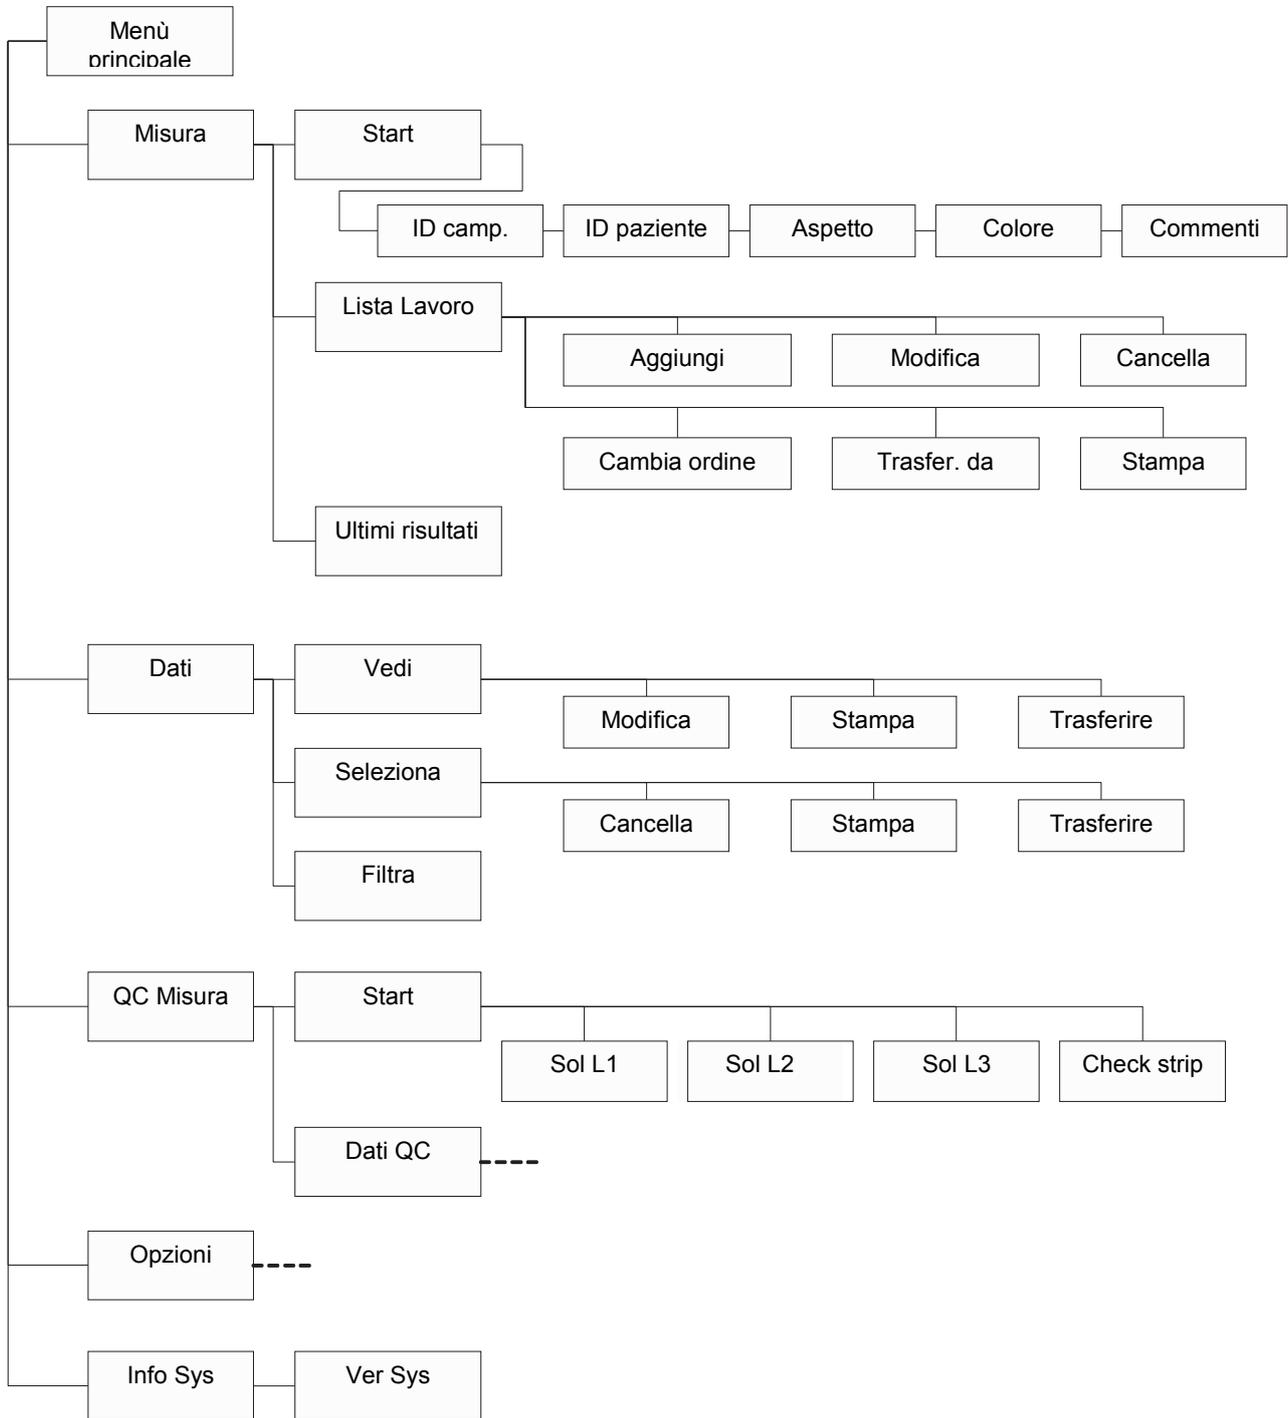 Menù
principale
Misura
Start
ID camp.
ID paziente
Aspetto
Colore
Commenti
Lista Lavoro
Aggiungi
Modifica
Cancella
Cambia ordine
Trasfer. da
Stampa
Ultimi risultati
Dati
Vedi
Modifica
Stampa
Trasferire
Seleziona
Cancella
Stampa
Trasferire
Filtra
QC Misura
Start
Sol L1
Sol L2
Sol L3
Check strip
Dati QC
Opzioni
Info Sys
Ver Sys